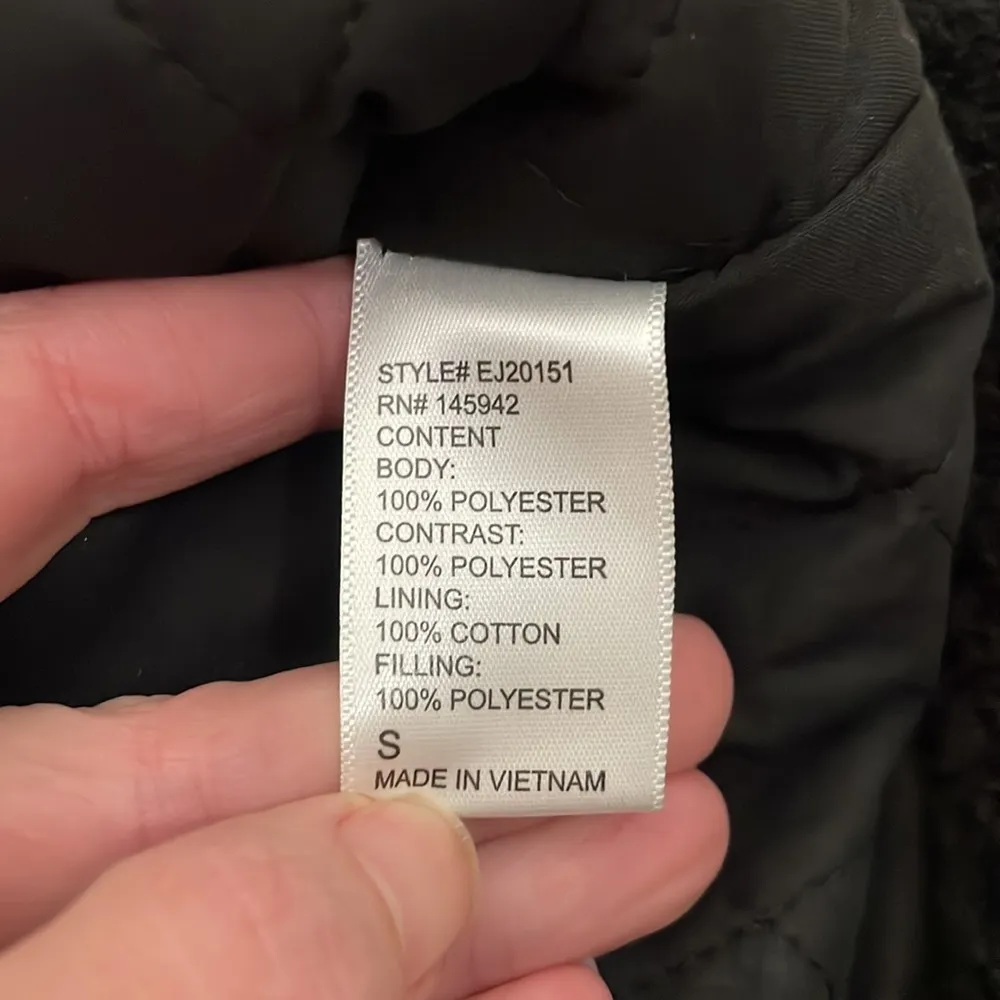 STYLE# EJ20151
RN# 145942
CONTENT
BODY:
100% POLYESTER
CONTRAST:
100% POLYESTER
LINING:
100% COTTON
FILLING:
100% POLYESTER
S
MADE IN VIETNAM